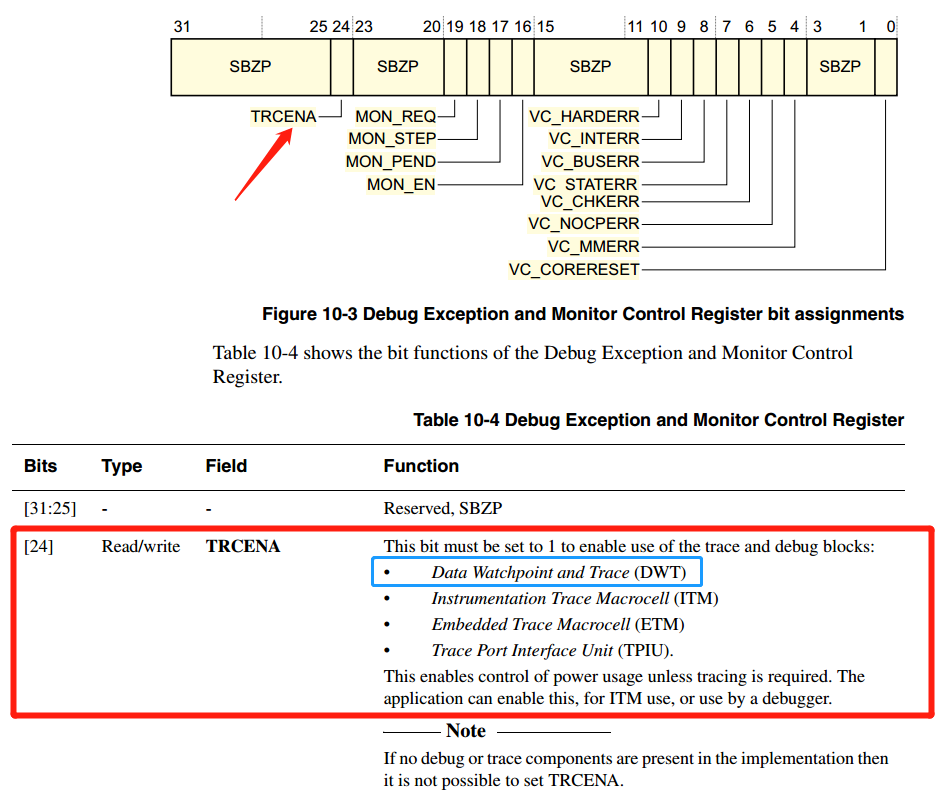 31 25 24 23 20 19 18 17 16 15 11 10 9 8 7 6 5 4 3 1 0
SBZP SBZP SBZP SBZP
TRCENA MON_REQ VC_HARDERR
MON_STEP VC_INTERR
MON_PEND VC_BUSERR
MON_EN VC_STATERR
VC_CHKERR
VC_NOCPERR
VC_MMERR
VC_CORERESET
Figure 10-3 Debug Exception and Monitor Control Register bit assignments
Table 10-4 shows the bit functions of the Debug Exception and Monitor Control
Register.
Table 10-4 Debug Exception and Monitor Control Register
Bits Type Field Function
[31:25] - - Reserved, SBZP
[24] Read/write TRCENA This bit must be set to 1 to enable use of the trace and debug blocks:
• Data Watchpoint and Trace (DWT)
• Instrumentation Trace Macrocell (ITM)
• Embedded Trace Macrocell (ETM)
• Trace Port Interface Unit (TPIU).
This enables control of power usage unless tracing is required. The
application can enable this, for ITM use, or use by a debugger.
Note
If no debug or trace components are present in the implementation then
it is not possible to set TRCENA.